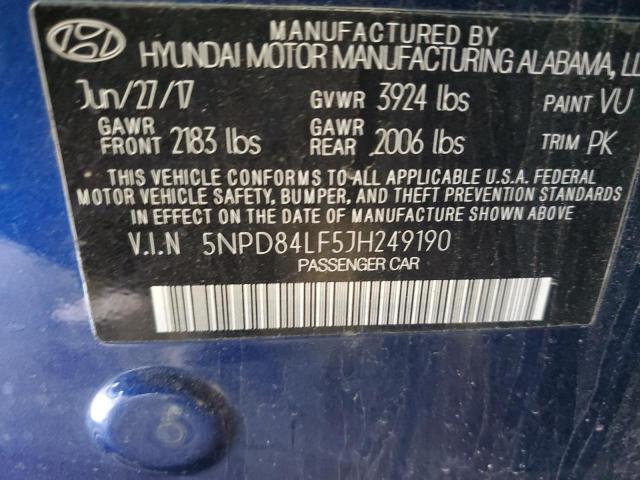 MANUFACTURED BY
HYUNDAI MOTOR MANUFACTURING ALABAMA,
Jun/27/17 GVWR 3924 lbs PAINT VU
GAWR FRONT 2183 lbs GAWR REAR 2006 lbs TRIM PK
THIS VEHICLE CONFORMS TO ALL APPLICABLE U.S.A. FEDERAL
MOTOR VEHICLE SAFETY, BUMPER, AND THEFT PREVENTION STANDARDS
IN EFFECT ON THE DATE OF MANUFACTURE SHOWN ABOVE.
V.I.N 5NPD84LF5JH249190
PASSENGER CAR